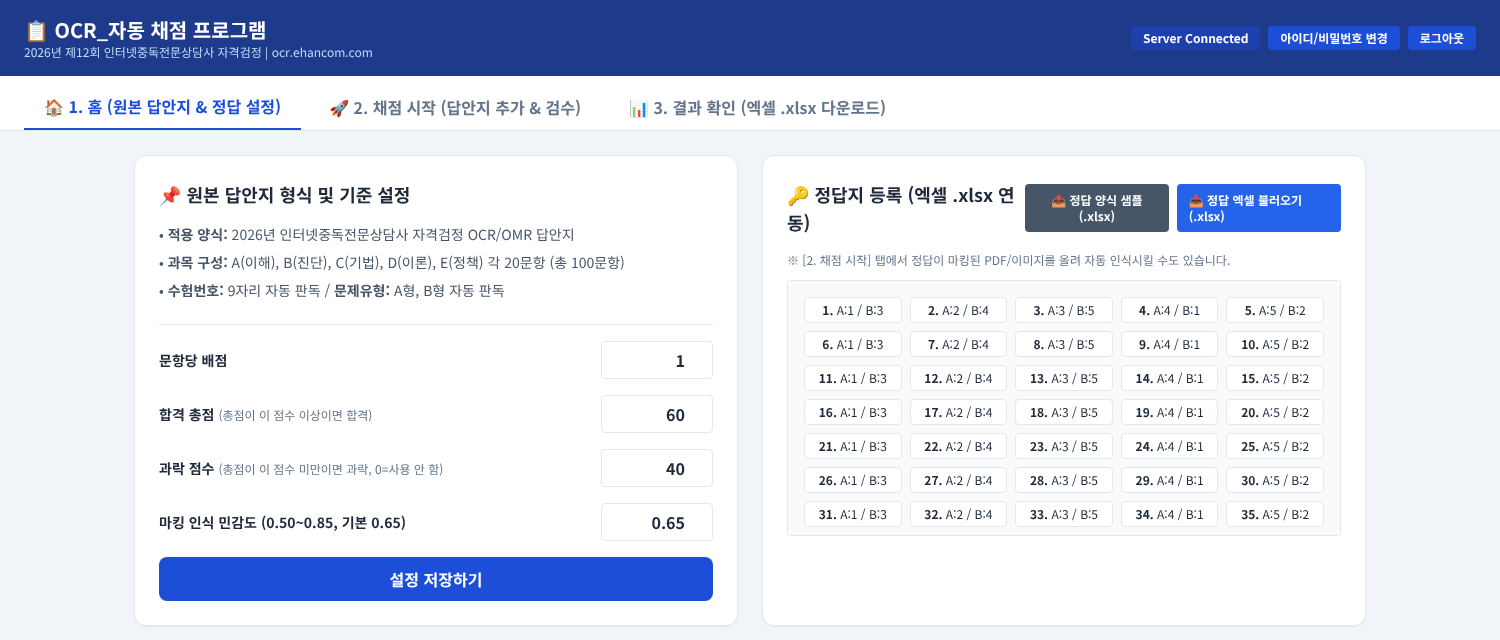 📋 OCR_자동 채점 프로그램
2026년 제12회 인터넷중독전문상담사 자격검정 | ocr.ehancom.com
Server Connected
아이디/비밀번호 변경
로그아웃
🏠 1. 홈 (원본 답안지 & 정답 설정)
🚀 2. 채점 시작 (답안지 추가 & 검수)
📊 3. 결과 확인 (엑셀 .xlsx 다운로드)
📌 원본 답안지 형식 및 기준 설정
• 적용 양식: 2026년 인터넷중독전문상담사 자격검정 OCR/OMR 답안지
• 과목 구성: A(이해), B(진단), C(기법), D(이론), E(정책) 각 20문항 (총 100문항)
• 수험번호: 9자리 자동 판독 / 문제유형: A형, B형 자동 판독
문항당 배점
1
합격 총점 (총점이 이 점수 이상이면 합격)
60
과락 점수 (총점이 이 점수 미만이면 과락, 0=사용 안 함)
40
마킹 인식 민감도 (0.50~0.85, 기본 0.65)
0.65
설정 저장하기
🔑 정답지 등록 (엑셀 .xlsx 연
동)
📤 정답 양식 샘플
(.xlsx)
📥 정답 엑셀 불러오기
(.xlsx)
※ [2. 채점 시작] 탭에서 정답이 마킹된 PDF/이미지를 올려 자동 인식시킬 수도 있습니다.
1. A:1 / B:3
2. A:2 / B:4
3. A:3 / B:5
4. A:4 / B:1
5. A:5 / B:2
6. A:1 / B:3
7. A:2 / B:4
8. A:3 / B:5
9. A:4 / B:1
10. A:5 / B:2
11. A:1 / B:3
12. A:2 / B:4
13. A:3 / B:5
14. A:4 / B:1
15. A:5 / B:2
16. A:1 / B:3
17. A:2 / B:4
18. A:3 / B:5
19. A:4 / B:1
20. A:5 / B:2
21. A:1 / B:3
22. A:2 / B:4
23. A:3 / B:5
24. A:4 / B:1
25. A:5 / B:2
26. A:1 / B:3
27. A:2 / B:4
28. A:3 / B:5
29. A:4 / B:1
30. A:5 / B:2
31. A:1 / B:3
32. A:2 / B:4
33. A:3 / B:5
34. A:4 / B:1
35. A:5 / B:2